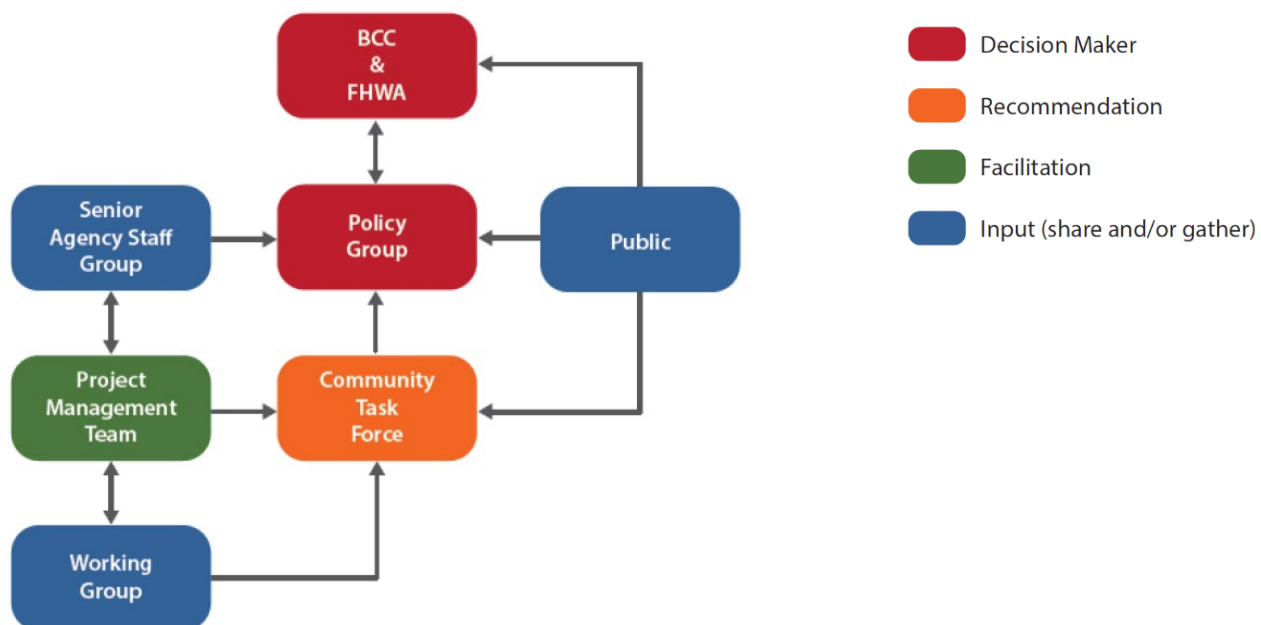 BCC
&
FHWA
Senior
Agency Staff
Group
Policy
Group
Public
Project
Management
Team
Community
Task
Force
Working
Group
Decision Maker
Recommendation
Facilitation
Input (share and/or gather)